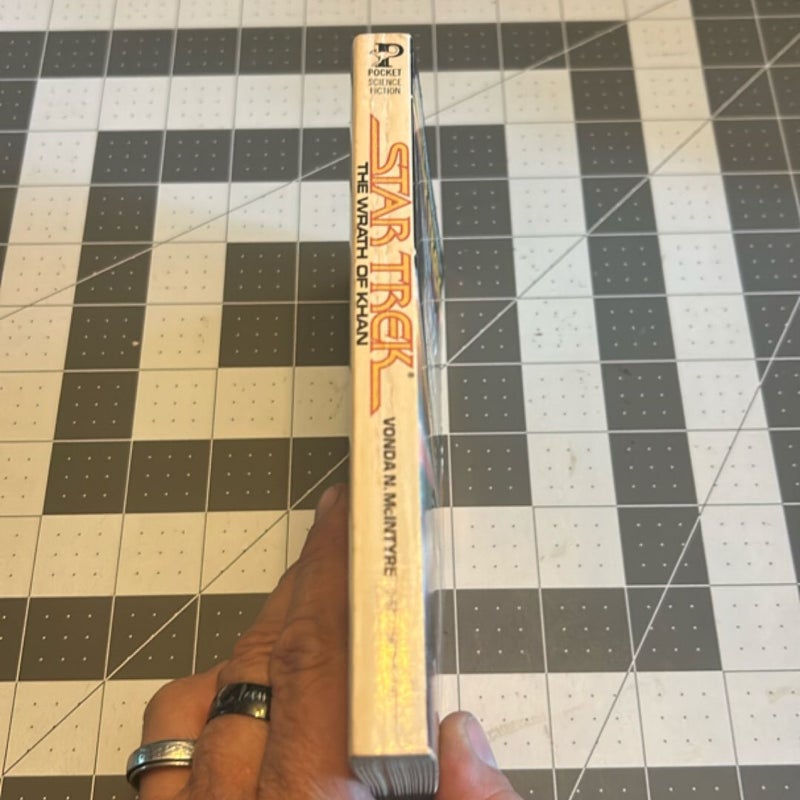 POCKET
SCIENCE
FICTION
STAR TREK
THE WRATH OF KHAN
VONDA N. McINTYRE